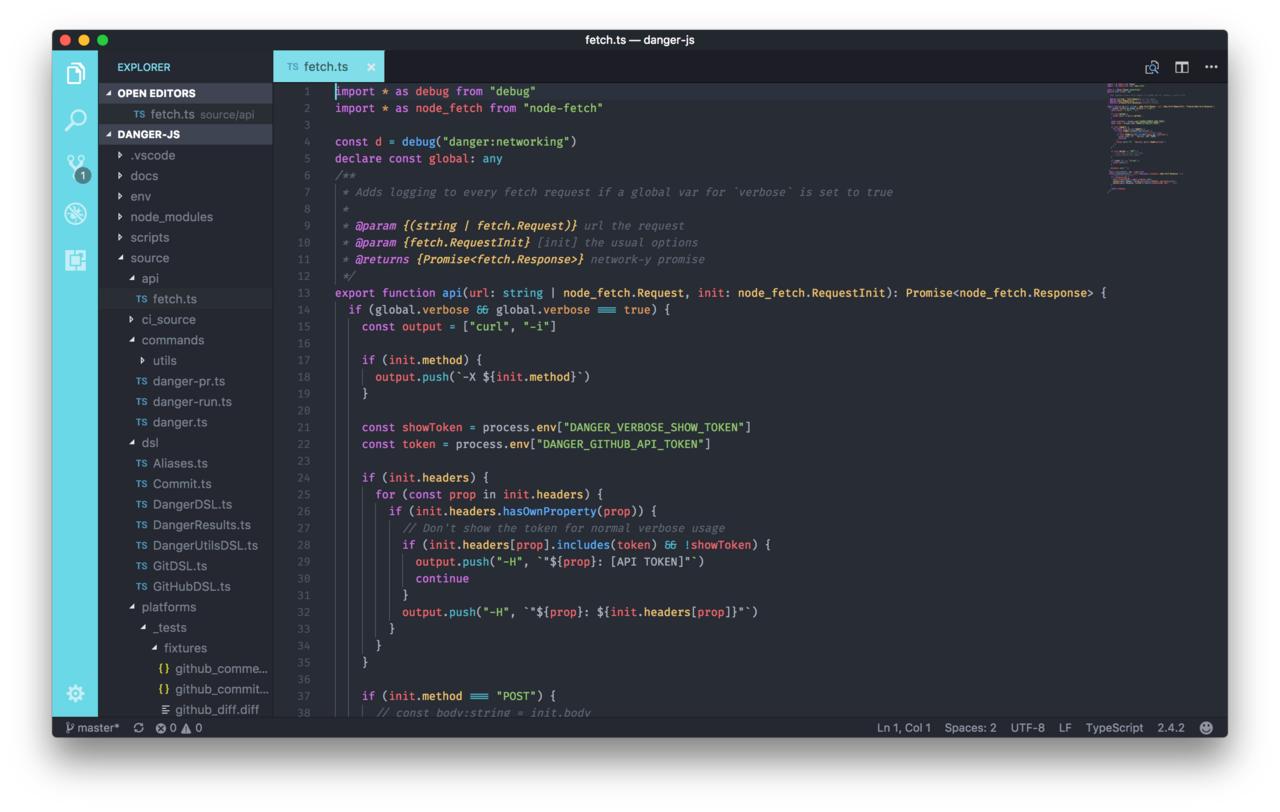 fetch.ts — danger-js
EXPLORER
OPEN EDITORS
TS fetch.ts source/api
DANGER-JS
.vscode
docs
env
node_modules
scripts
source
api
TS fetch.ts
ci_source
commands
utils
TS danger-pr.ts
TS danger-run.ts
TS danger.ts
dsl
TS Aliases.ts
TS Commit.ts
TS DangerDSL.ts
TS DangerResults.ts
TS DangerUtilsDSL.ts
TS GitDSL.ts
TS GitHubDSL.ts
platforms
_tests
fixtures
{} github_comme...
{} github_commit...
github_diff.diff
1
TS fetch.ts ×
1 import * as debug from "debug"
2 import * as node_fetch from "node-fetch"
3
4 const d = debug("danger:networking")
5 declare const global: any
6 /**
7  * Adds logging to every fetch request if a global var for `verbose` is set to true
8  *
9  * @param {(string | fetch.Request)} url the request
10  * @param {fetch.RequestInit} [init] the usual options
11  * @returns {Promise<fetch.Response>} network-y promise
12  */
13 export function api(url: string | node_fetch.Request, init: node_fetch.RequestInit): Promise<node_fetch.Response> {
14   if (global.verbose && global.verbose === true) {
15     const output = ["curl", "-i"]
16
17     if (init.method) {
18       output.push(`-X ${init.method}`)
19     }
20
21     const showToken = process.env["DANGER_VERBOSE_SHOW_TOKEN"]
22     const token = process.env["DANGER_GITHUB_API_TOKEN"]
23
24     if (init.headers) {
25       for (const prop in init.headers) {
26         if (init.headers.hasOwnProperty(prop)) {
27           // Don't show the token for normal verbose usage
28           if (init.headers[prop].includes(token) && !showToken) {
29             output.push("-H", `"${prop}: [API TOKEN]"`)
30             continue
31           }
32           output.push("-H", `"${prop}: ${init.headers[prop]}"`)
33         }
34       }
35     }
36
37     if (init.method === "POST") {
38       // const body:string = init.body
master* 0 0
Ln 1, Col 1 Spaces: 2 UTF-8 LF TypeScript 2.4.2